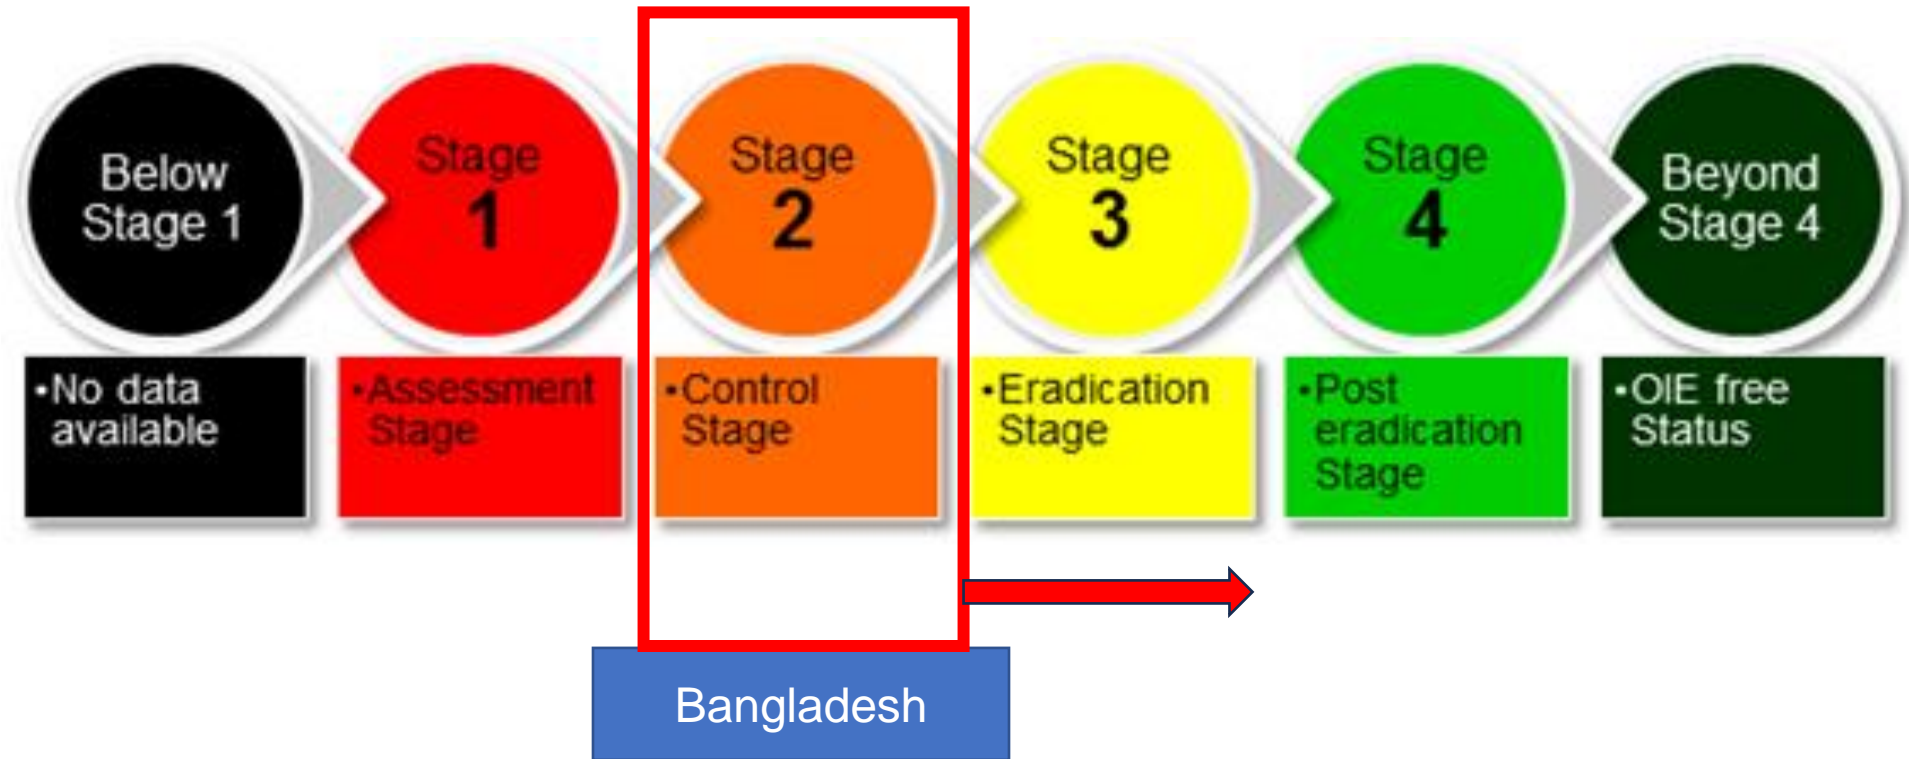 Below
Stage 1
Stage
1
Stage
2
Stage
3
Stage
4
Beyond
Stage 4
•No data
available
•Assessment
Stage
•Control
Stage
•Eradication
Stage
•Post
eradication
Stage
•OIE free
Status
Bangladesh